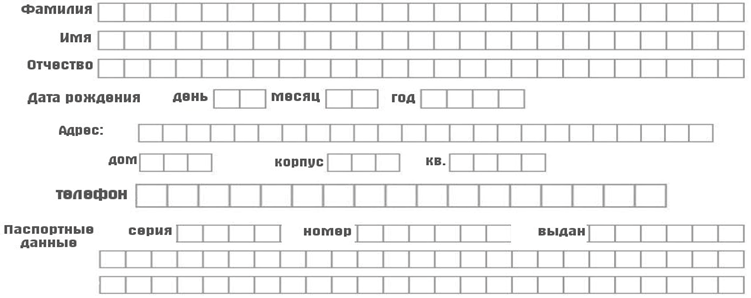 Фамилия
Имя
Отчество
Дата рождения день месяц год
Адрес:
дом корпус кв.
телефон
Паспортные данные серия номер выдан